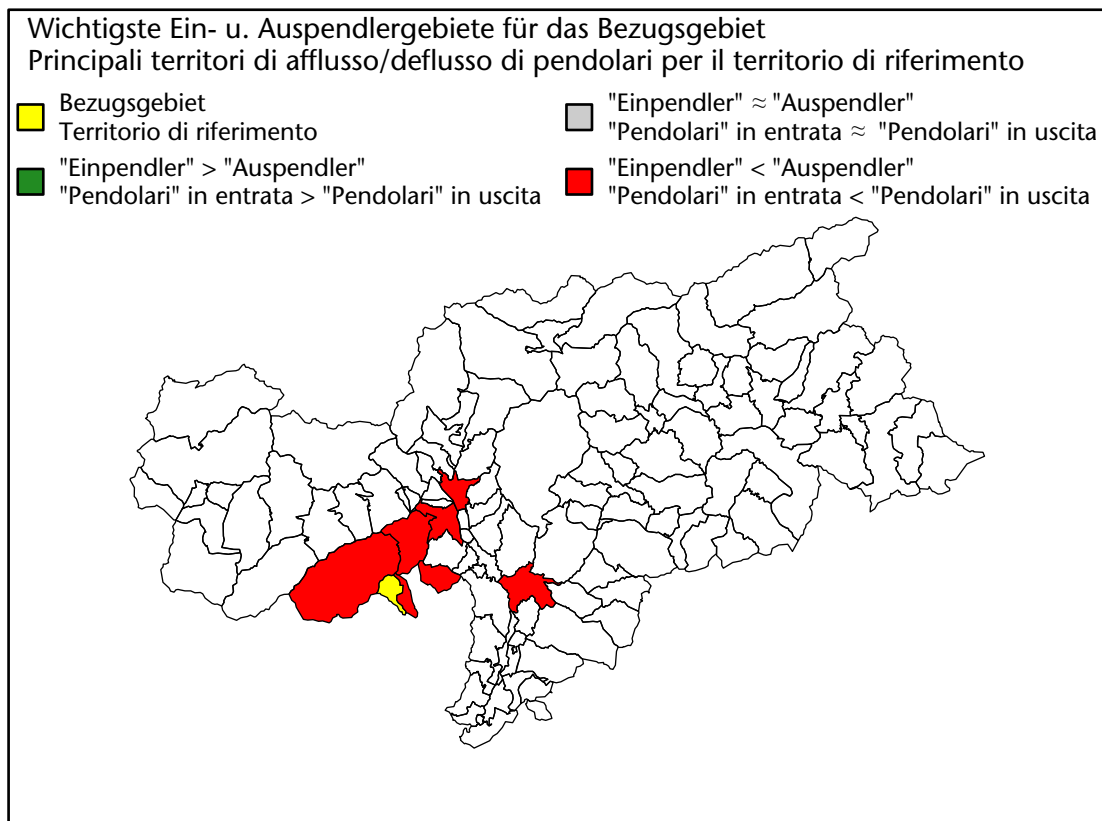 Wichtigste Ein- u. Auspendlergebiete für das Bezugsgebiet
Principali territori di afflusso/deflusso di pendolari per il territorio di riferimento
Bezugsgebiet
Territorio di riferimento
"Einpendler" > "Auspendler"
"Pendolari" in entrata > "Pendolari" in uscita
"Einpendler" ≈ "Auspendler"
"Pendolari" in entrata ≈ "Pendolari" in uscita
"Einpendler" < "Auspendler"
"Pendolari" in entrata < "Pendolari" in uscita